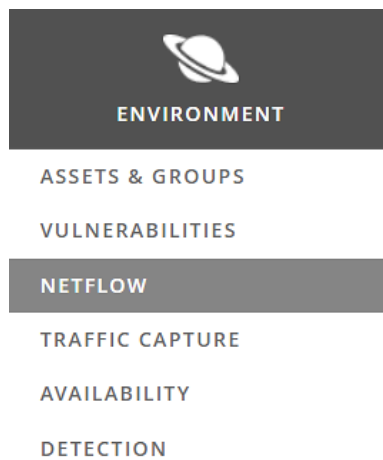 ENVIRONMENT
ASSETS & GROUPS
VULNERABILITIES
NETFLOW
TRAFFIC CAPTURE
AVAILABILITY
DETECTION